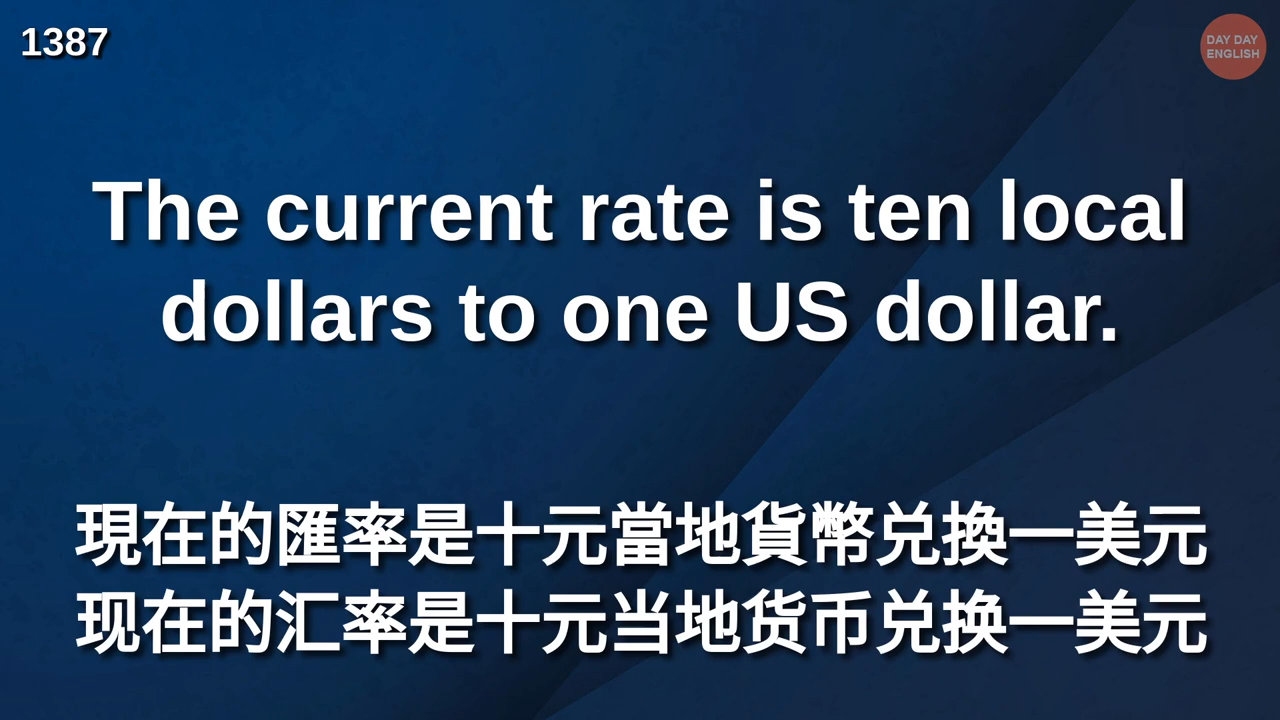 1387
DAY DAY
ENGLISH
The current rate is ten local
dollars to one US dollar.
現在的匯率是十元當地貨幣兑換一美元
现在的汇率是十元当地货币兑换一美元